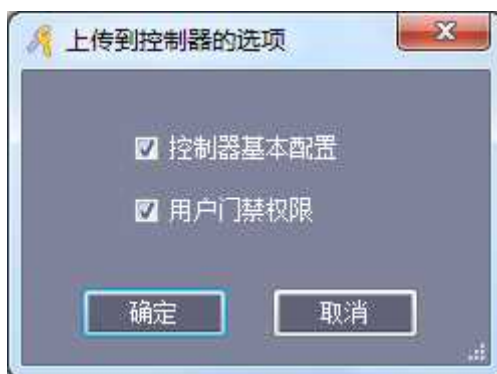 上传到控制器的选项
控制器基本配置
用户门禁权限
确定
取消